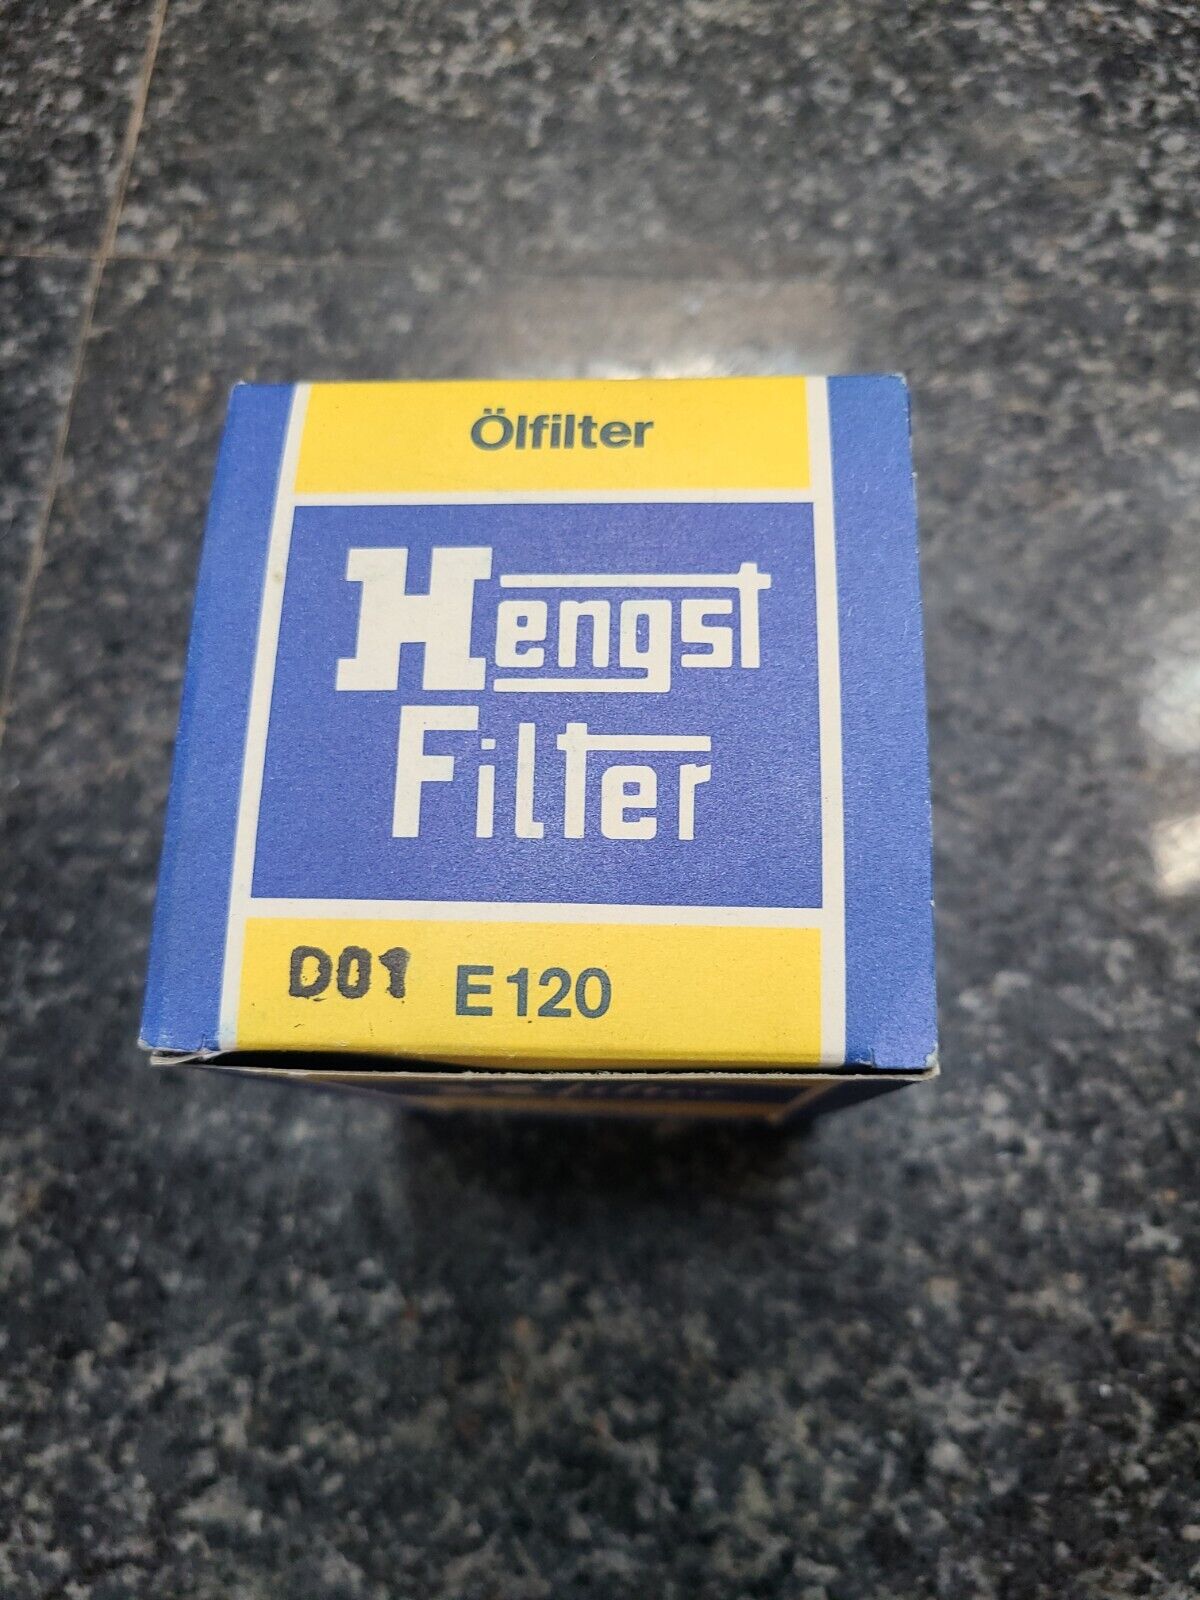 Ölfilter
Hengst
Filter
D01 E120